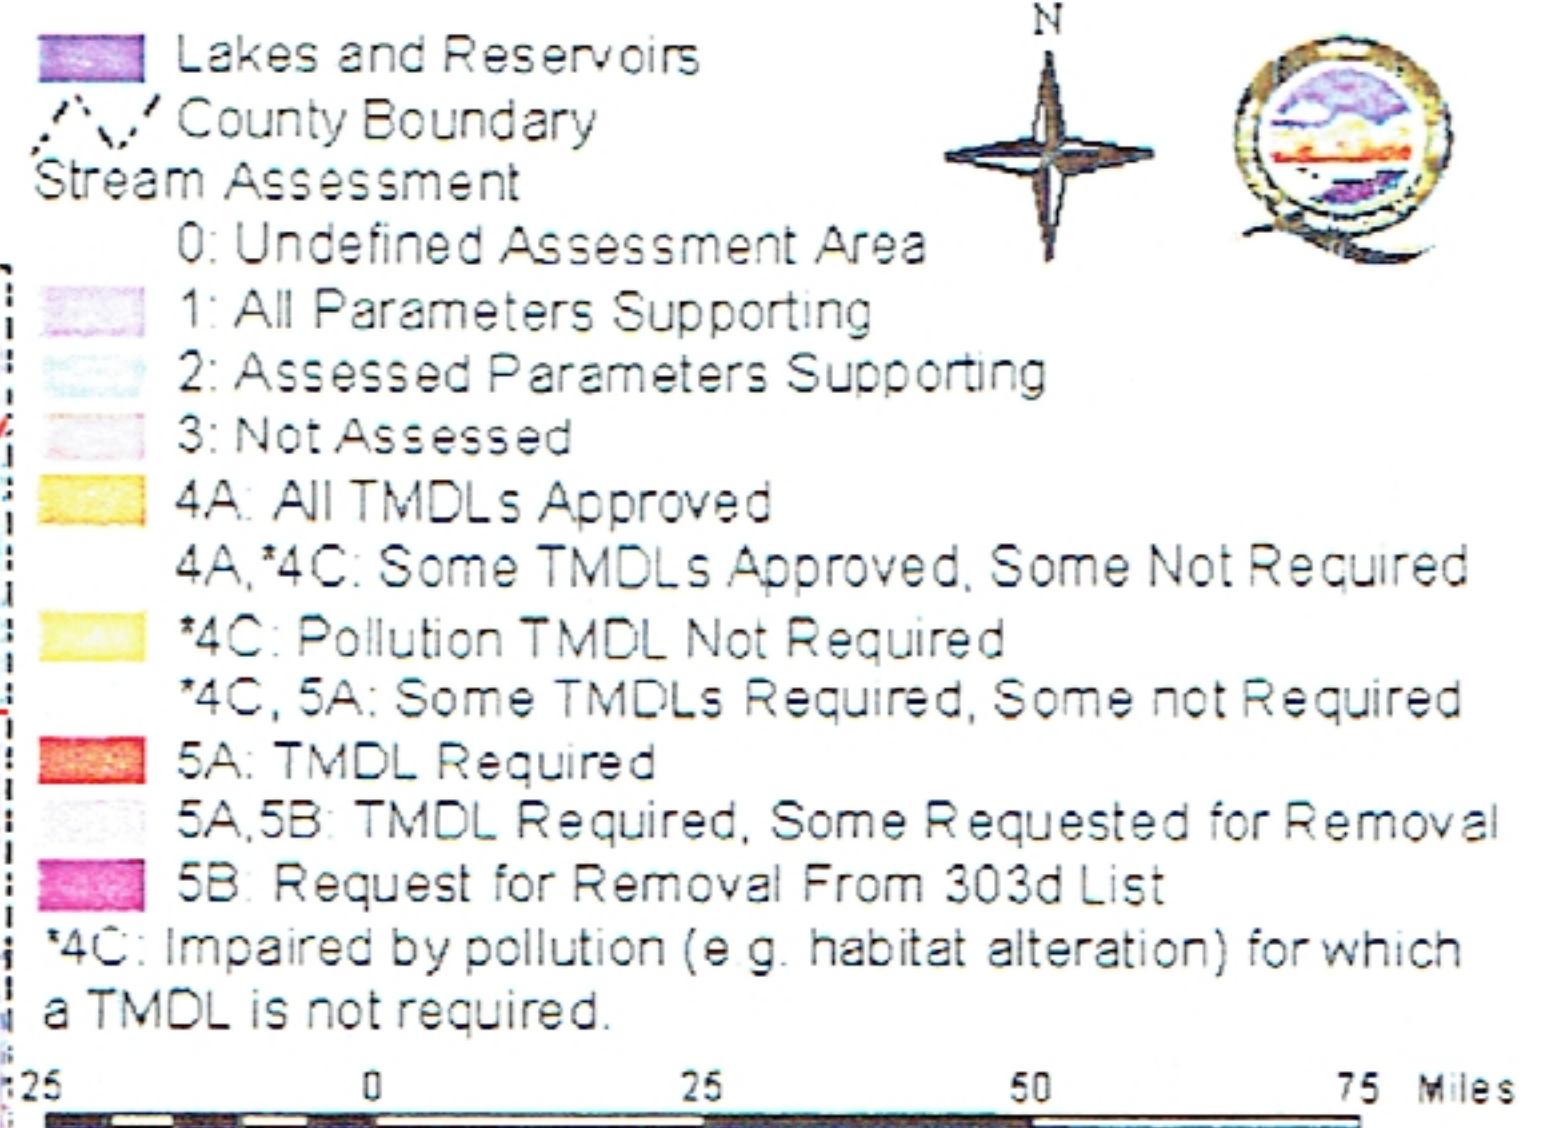 N
Lakes and Reservoirs
County Boundary
Stream Assessment
0: Undefined Assessment Area
1: All Parameters Supporting
2: Assessed Parameters Supporting
3: Not Assessed
4A: All TMDLs Approved
4A,*4C: Some TMDLs Approved, Some Not Required
*4C: Pollution TMDL Not Required
*4C, 5A: Some TMDLs Required, Some not Required
5A: TMDL Required
5A,5B: TMDL Required, Some Requested for Removal
5B: Request for Removal From 303d List
*4C: Impaired by pollution (e.g. habitat alteration) for which
a TMDL is not required.
25 0 25 50 75 Miles